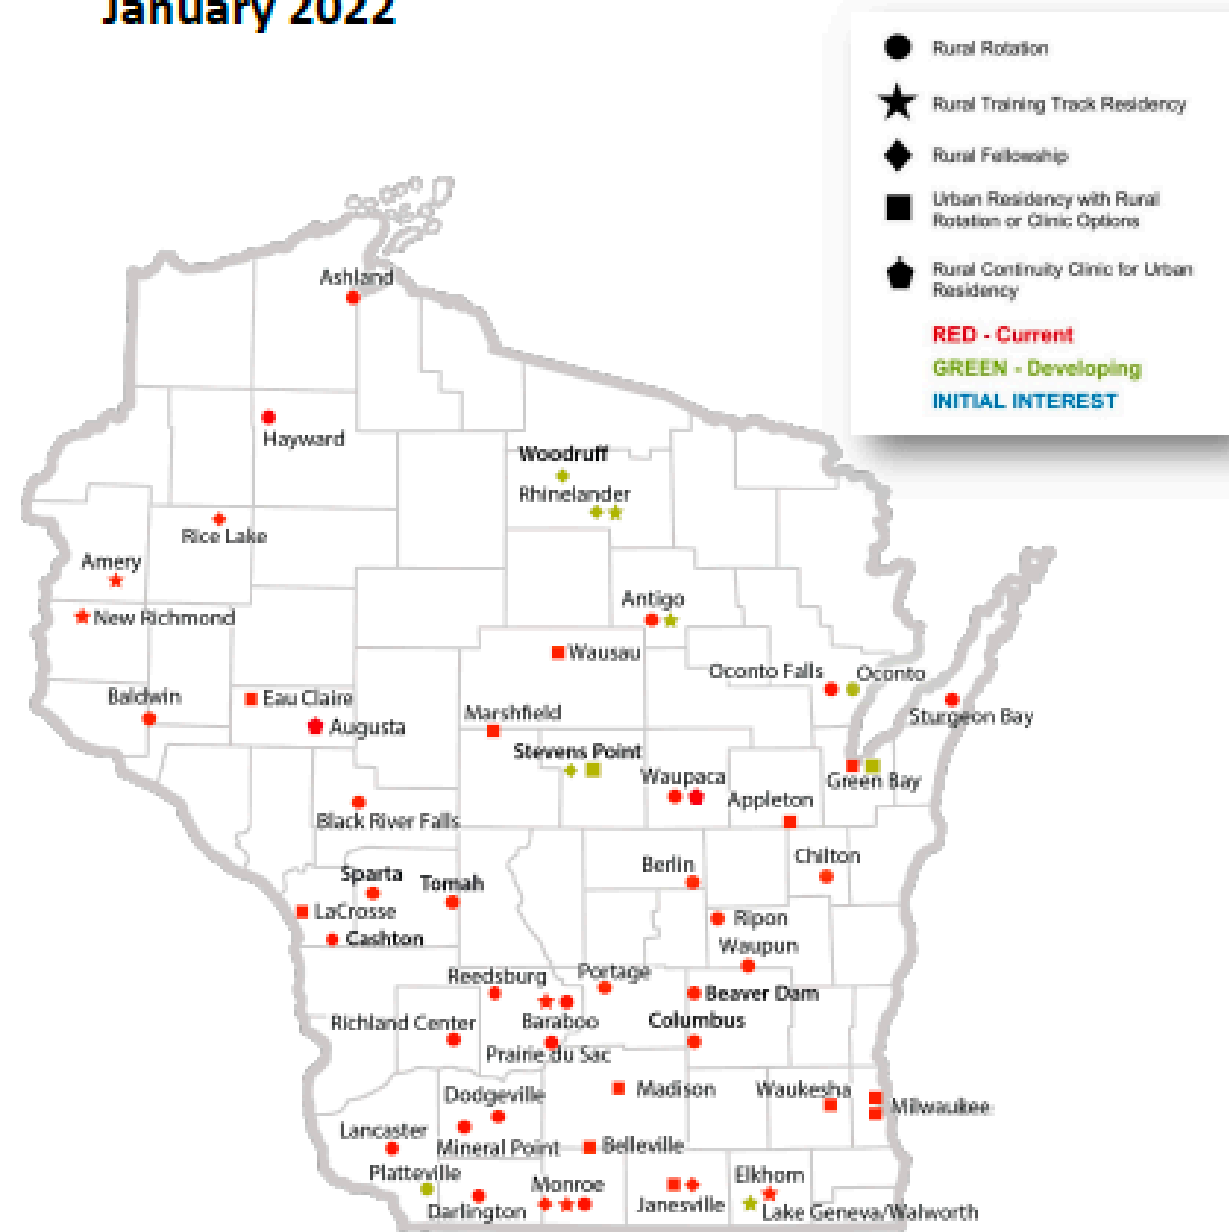 January 2022
Rural Rotation
Rural Training Track Residency
Rural Fellowship
Urban Residency with Rural
Rotation or Clinic Options
Rural Continuity Clinic for Urban
Residency
RED - Current
GREEN - Developing
INITIAL INTEREST
Ashland
Hayward
Woodruff
Rhinelander
Rice Lake
Amery
New Richmond
Antigo
Wausau
Oconto Falls
Oconto
Baldwin
Eau Claire
Augusta
Marshfield
Sturgeon Bay
Stevens Point
Waupaca
Green Bay
Appleton
Black River Falls
Berlin
Chilton
Sparta
Tomah
LaCrosse
Ripon
Cashton
Waupun
Reedsburg
Portage
Beaver Dam
Baraboo
Columbus
Richland Center
Prairie du Sac
Madison
Waukesha
Dodgeville
Milwaukee
Lancaster
Mineral Point
Belleville
Platteville
Monroe
Elkhorn
Darlington
Janesville
Lake Geneva/Walworth